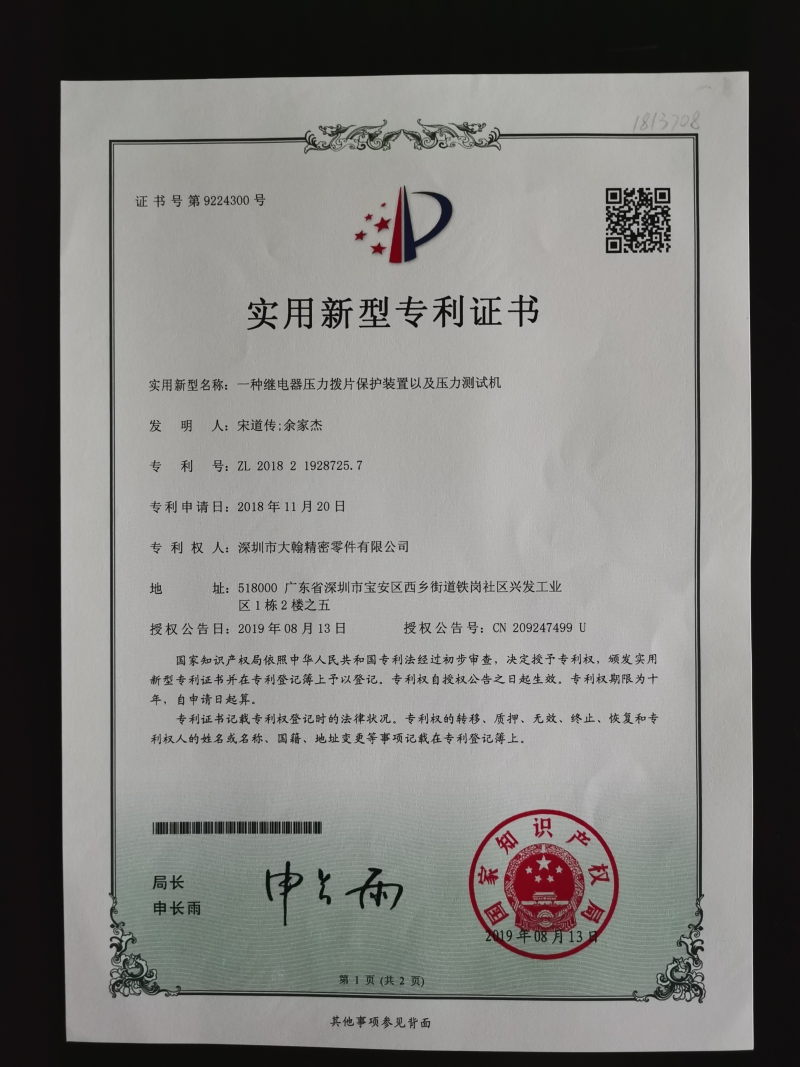 1813708
证书号第9224300号
实用新型专利证书
实用新型名称：一种继电器压力拨片保护装置以及压力测试机
发明人：宋道传;余家杰
专利号：ZL 2018 2 1928725.7
专利申请日：2018年11月20日
专利权人：深圳市大翰精密零件有限公司
地址：518000 广东省深圳市宝安区西乡街道铁岗社区兴发工业
区1栋2楼之五
授权公告日：2019年08月13日 授权公告号：CN 209247499 U
国家知识产权局依照中华人民共和国专利法经过初步审查，决定授予专利权，颁发实用
新型专利证书并在专利登记簿上予以登记。专利权自授权公告之日起生效。专利权期限为十
年，自申请日起算。
专利证书记载专利权登记时的法律状况。专利权的转移、质押、无效、终止、恢复和专
利权人的姓名或名称、国籍、地址变更等事项记载在专利登记簿上。
局长
申长雨
申长雨
国家知识产权局
2019年08月13日
第1页(共2页)
其他事项参见背面